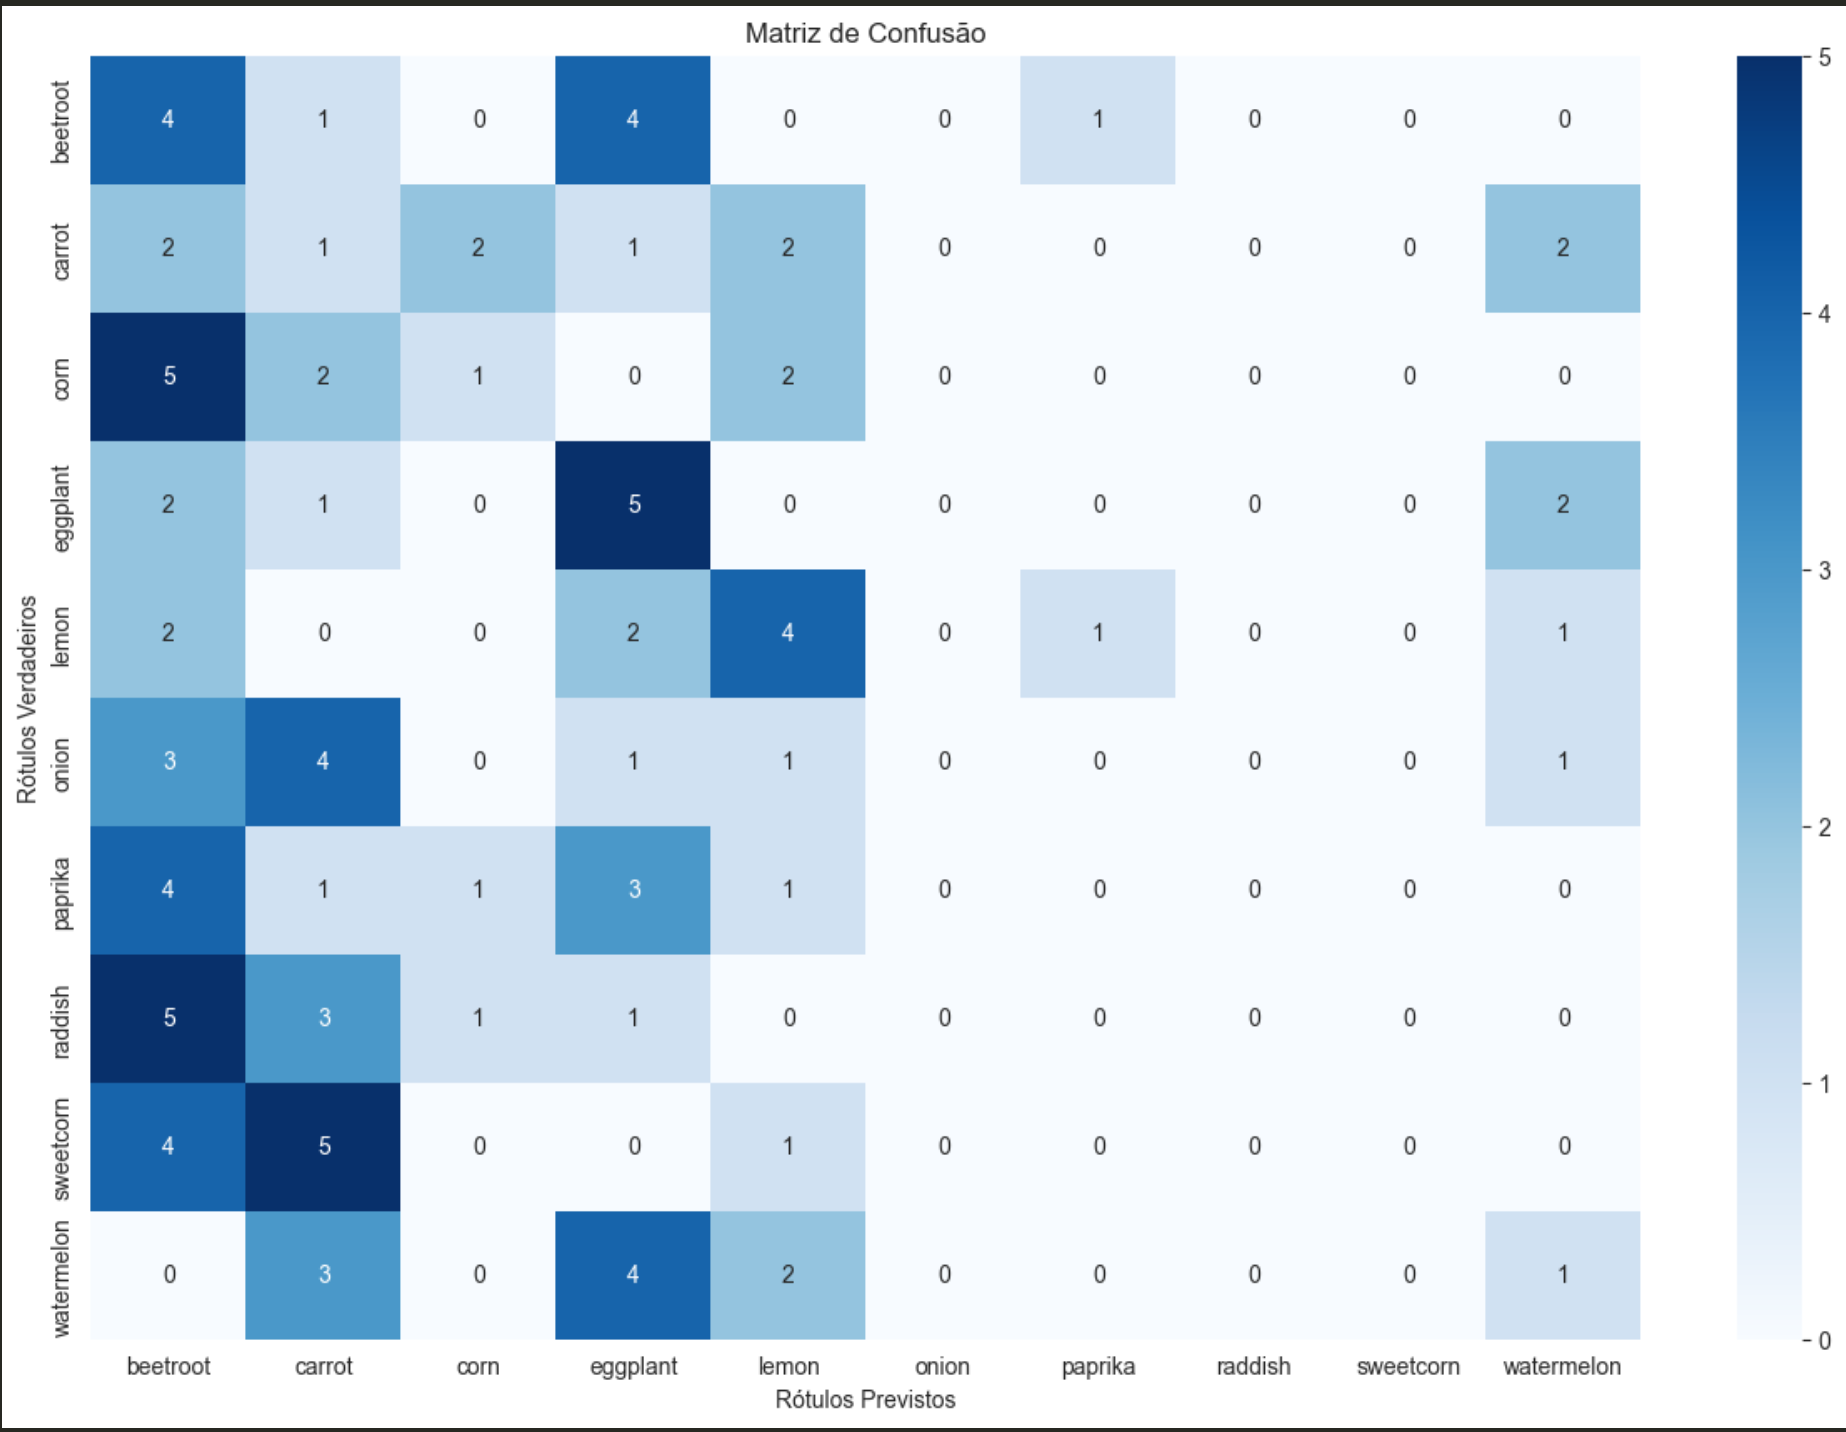 Matriz de Confusão
Rótulos Verdadeiros
beetroot 4 1 0 4 0 0 1 0 0 0
carrot 2 1 2 1 2 0 0 0 0 2
corn 5 2 1 0 2 0 0 0 0 0
eggplant 2 1 0 5 0 0 0 0 0 2
lemon 2 0 0 2 4 0 1 0 0 1
onion 3 4 0 1 1 0 0 0 0 1
paprika 4 1 1 3 1 0 0 0 0 0
raddish 5 3 1 1 0 0 0 0 0 0
sweetcorn 4 5 0 0 1 0 0 0 0 0
watermelon 0 3 0 4 2 0 0 0 0 1
beetroot carrot corn eggplant lemon onion paprika raddish sweetcorn watermelon
Rótulos Previstos
5
4
3
2
1
0